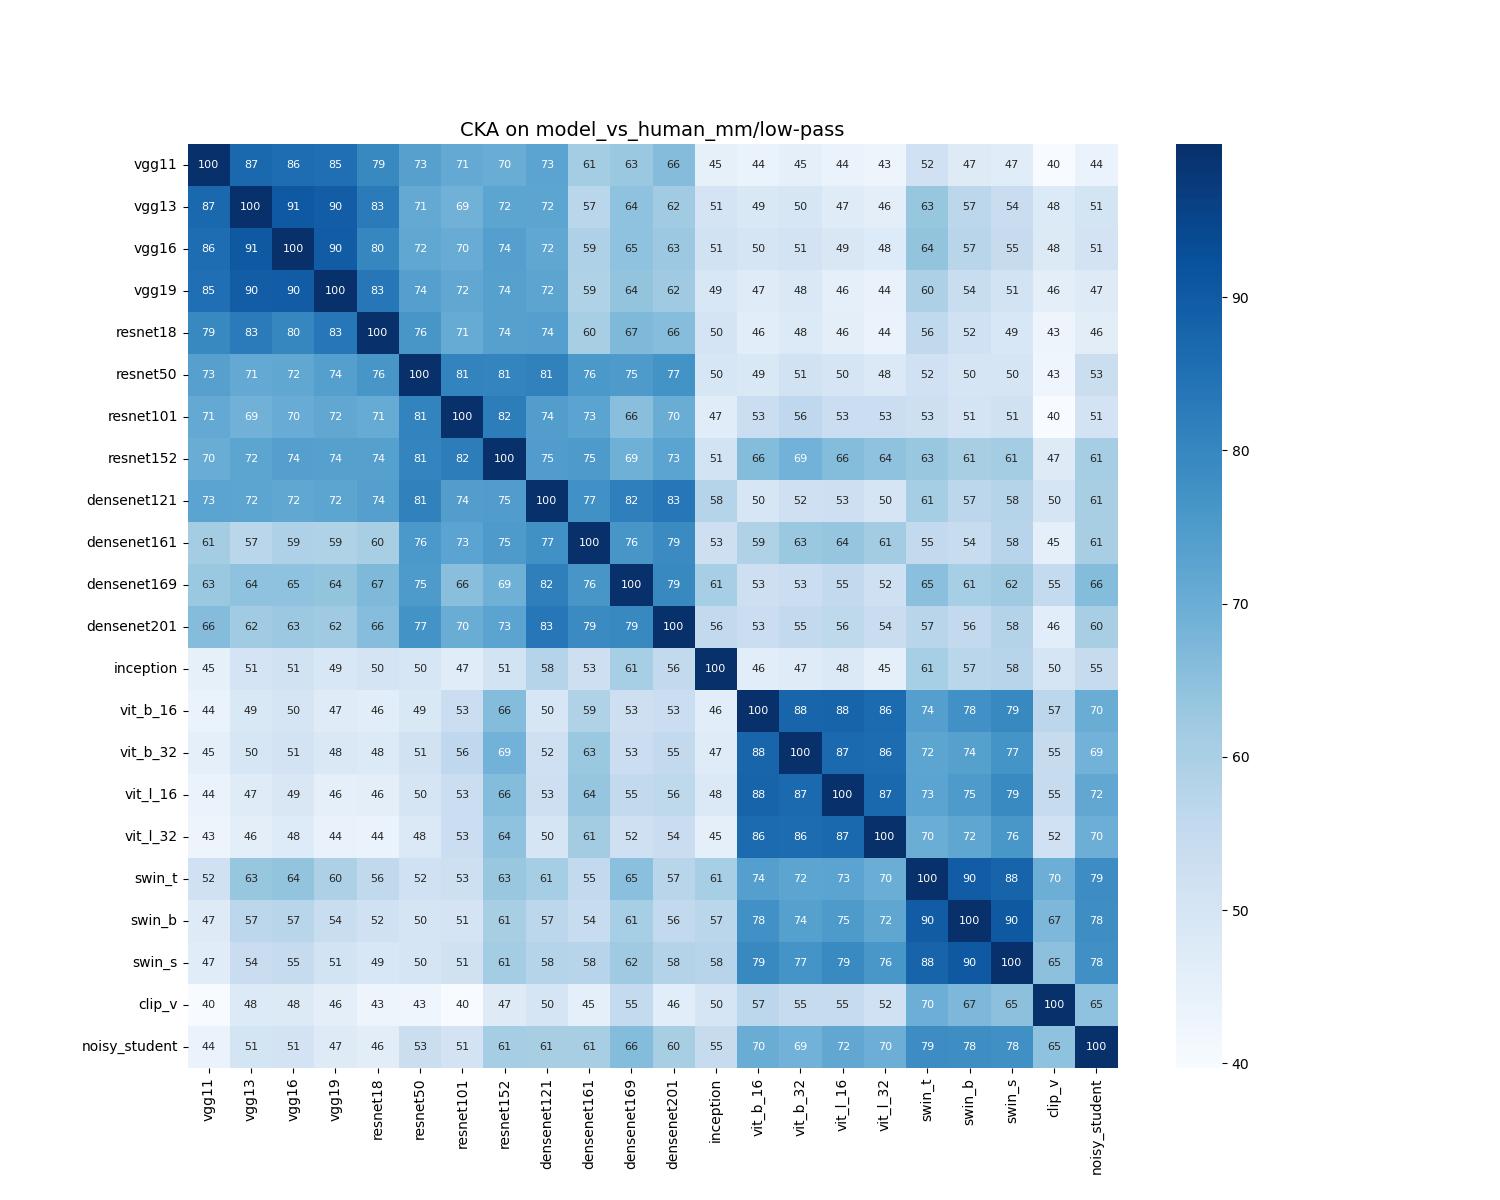 CKA on model_vs_human_mm/low-pass
vgg11 100 87 86 85 79 73 71 70 73 61 63 66 45 44 45 44 43 52 47 47 40 44
vgg13 87 100 91 90 83 71 69 72 72 57 64 62 51 49 50 47 46 63 57 54 48 51
vgg16 86 91 100 90 80 72 70 74 72 59 65 63 51 50 51 49 48 64 57 55 48 51
vgg19 85 90 90 100 83 74 72 74 72 59 64 62 49 47 48 46 44 60 54 51 46 47
resnet18 79 83 80 83 100 76 71 74 74 60 67 66 50 46 48 46 44 56 52 49 43 46
resnet50 73 71 72 74 76 100 81 81 81 76 75 77 50 49 51 50 48 52 50 50 43 53
resnet101 71 69 70 72 71 81 100 82 74 73 66 70 47 53 56 53 53 53 51 51 40 51
resnet152 70 72 74 74 74 81 82 100 75 75 69 73 51 66 69 66 64 63 61 61 47 61
densenet121 73 72 72 72 74 81 74 75 100 77 82 83 58 50 52 53 50 61 57 58 50 61
densenet161 61 57 59 59 60 76 73 75 77 100 76 79 53 59 63 64 61 55 54 58 45 61
densenet169 63 64 65 64 67 75 66 69 82 76 100 79 61 53 53 55 52 65 61 62 55 66
densenet201 66 62 63 62 66 77 70 73 83 79 79 100 56 53 55 56 54 57 56 58 46 60
inception 45 51 51 49 50 50 47 51 58 53 61 56 100 46 47 48 45 61 57 58 50 55
vit_b_16 44 49 50 47 46 49 53 66 50 59 53 53 46 100 88 88 86 74 78 79 57 70
vit_b_32 45 50 51 48 48 51 56 69 52 63 53 55 47 88 100 87 86 72 74 77 55 69
vit_l_16 44 47 49 46 46 50 53 66 53 64 55 56 48 88 87 100 87 73 75 79 55 72
vit_l_32 43 46 48 44 44 48 53 64 50 61 52 54 45 86 86 87 100 70 72 76 52 70
swin_t 52 63 64 60 56 52 53 63 61 55 65 57 61 74 72 73 70 100 90 88 70 79
swin_b 47 57 57 54 52 50 51 61 57 54 61 56 57 78 74 75 72 90 100 90 67 78
swin_s 47 54 55 51 49 50 51 61 58 58 62 58 58 79 77 79 76 88 90 100 65 78
clip_v 40 48 48 46 43 43 40 47 50 45 55 46 50 57 55 55 52 70 67 65 100 65
noisy_student 44 51 51 47 46 53 51 61 61 61 66 60 55 70 69 72 70 79 78 78 65 100
vgg11 vgg13 vgg16 vgg19 resnet18 resnet50 resnet101 resnet152 densenet121 densenet161 densenet169 densenet201 inception vit_b_16 vit_b_32 vit_l_16 vit_l_32 swin_t swin_b swin_s clip_v noisy_student
90
80
70
60
50
40